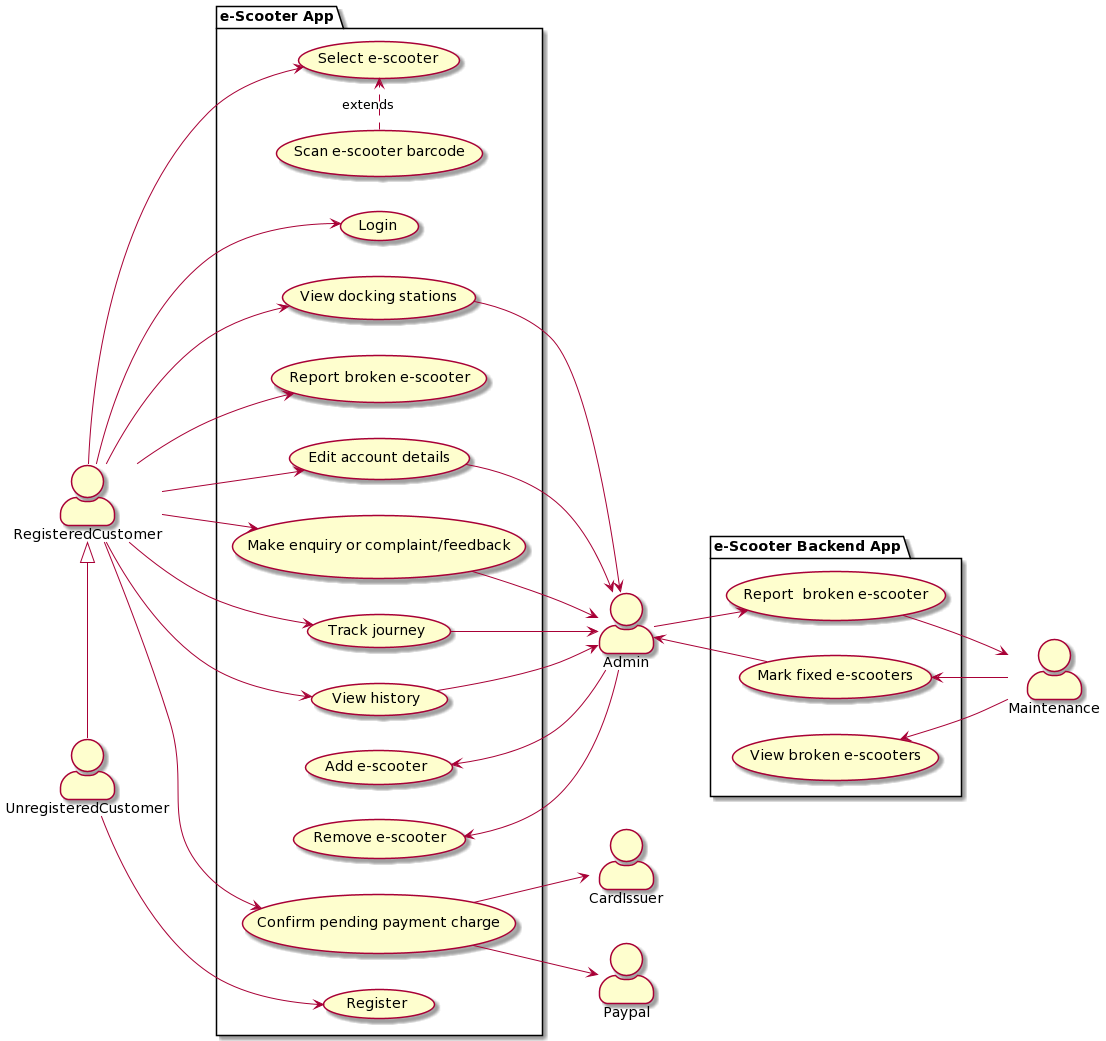 e-Scooter App
Select e-scooter
extends
Scan e-scooter barcode
Login
View docking stations
Report broken e-scooter
Edit account details
RegisteredCustomer
Make enquiry or complaint/feedback
Track journey
View history
Add e-scooter
UnregisteredCustomer
Remove e-scooter
Confirm pending payment charge
Register
Admin
CardIssuer
Paypal
e-Scooter Backend App
Report  broken e-scooter
Mark fixed e-scooters
View broken e-scooters
Maintenance